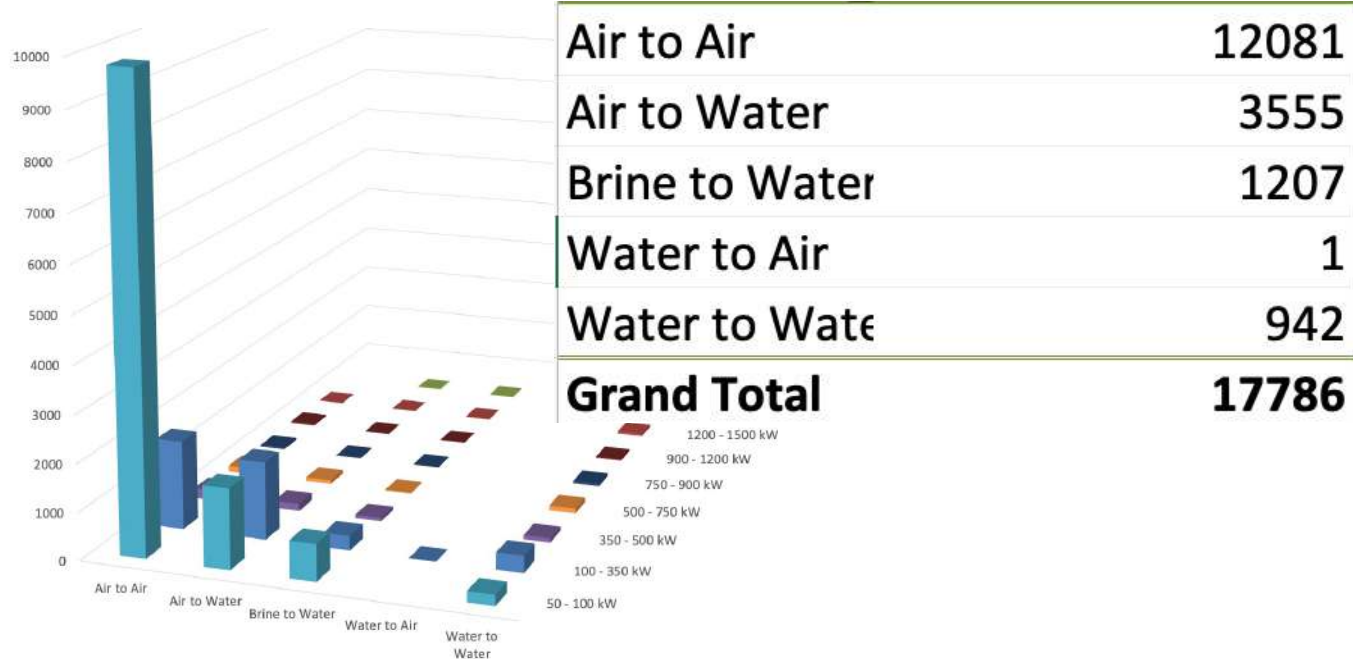 10000
9000
8000
7000
6000
5000
4000
3000
2000
1000
0
Air to Air
Air to Water
Brine to Water
Water to Air
Water to
Water
50 - 100 kW
100 - 350 kW
350 - 500 kW
500 - 750 kW
750 - 900 kW
900 - 1200 kW
1200 - 1500 kW
Air to Air 12081
Air to Water 3555
Brine to Water 1207
Water to Air 1
Water to Wate 942
Grand Total 17786